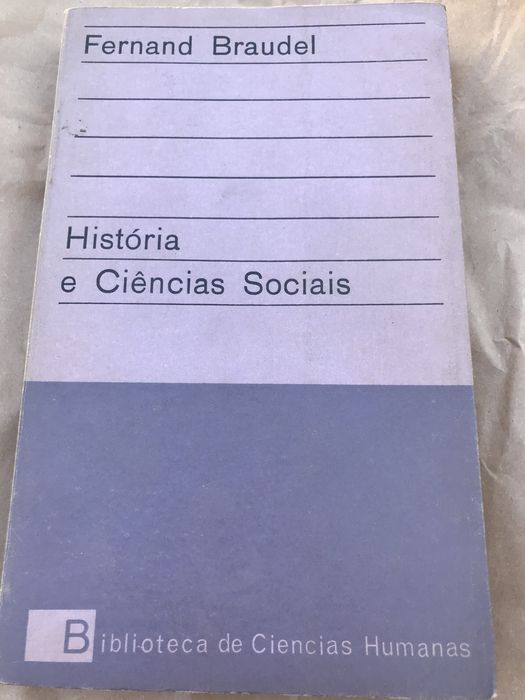 Fernand Braudel
História
e Ciências Sociais
Biblioteca de Ciencias Humanas